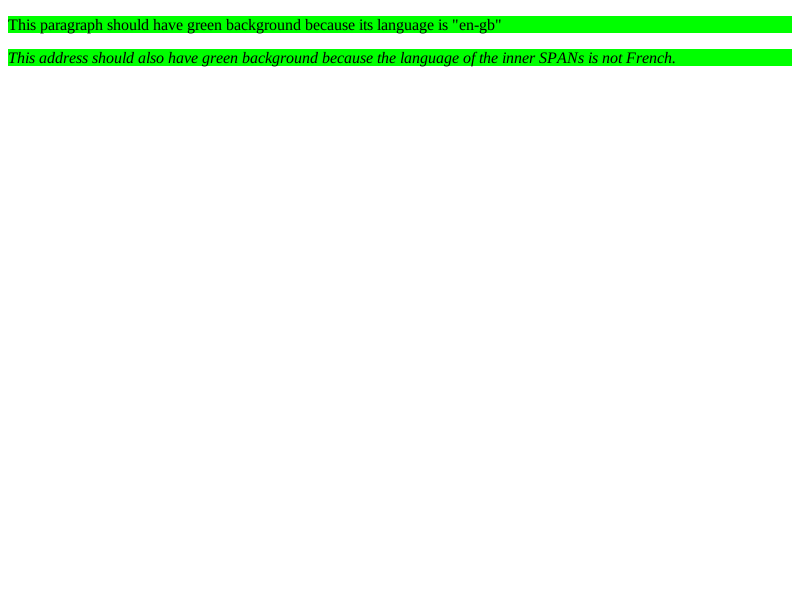 This paragraph should have green background because its language is "en-gb"
This address should also have green background because the language of the inner SPANs is not French.